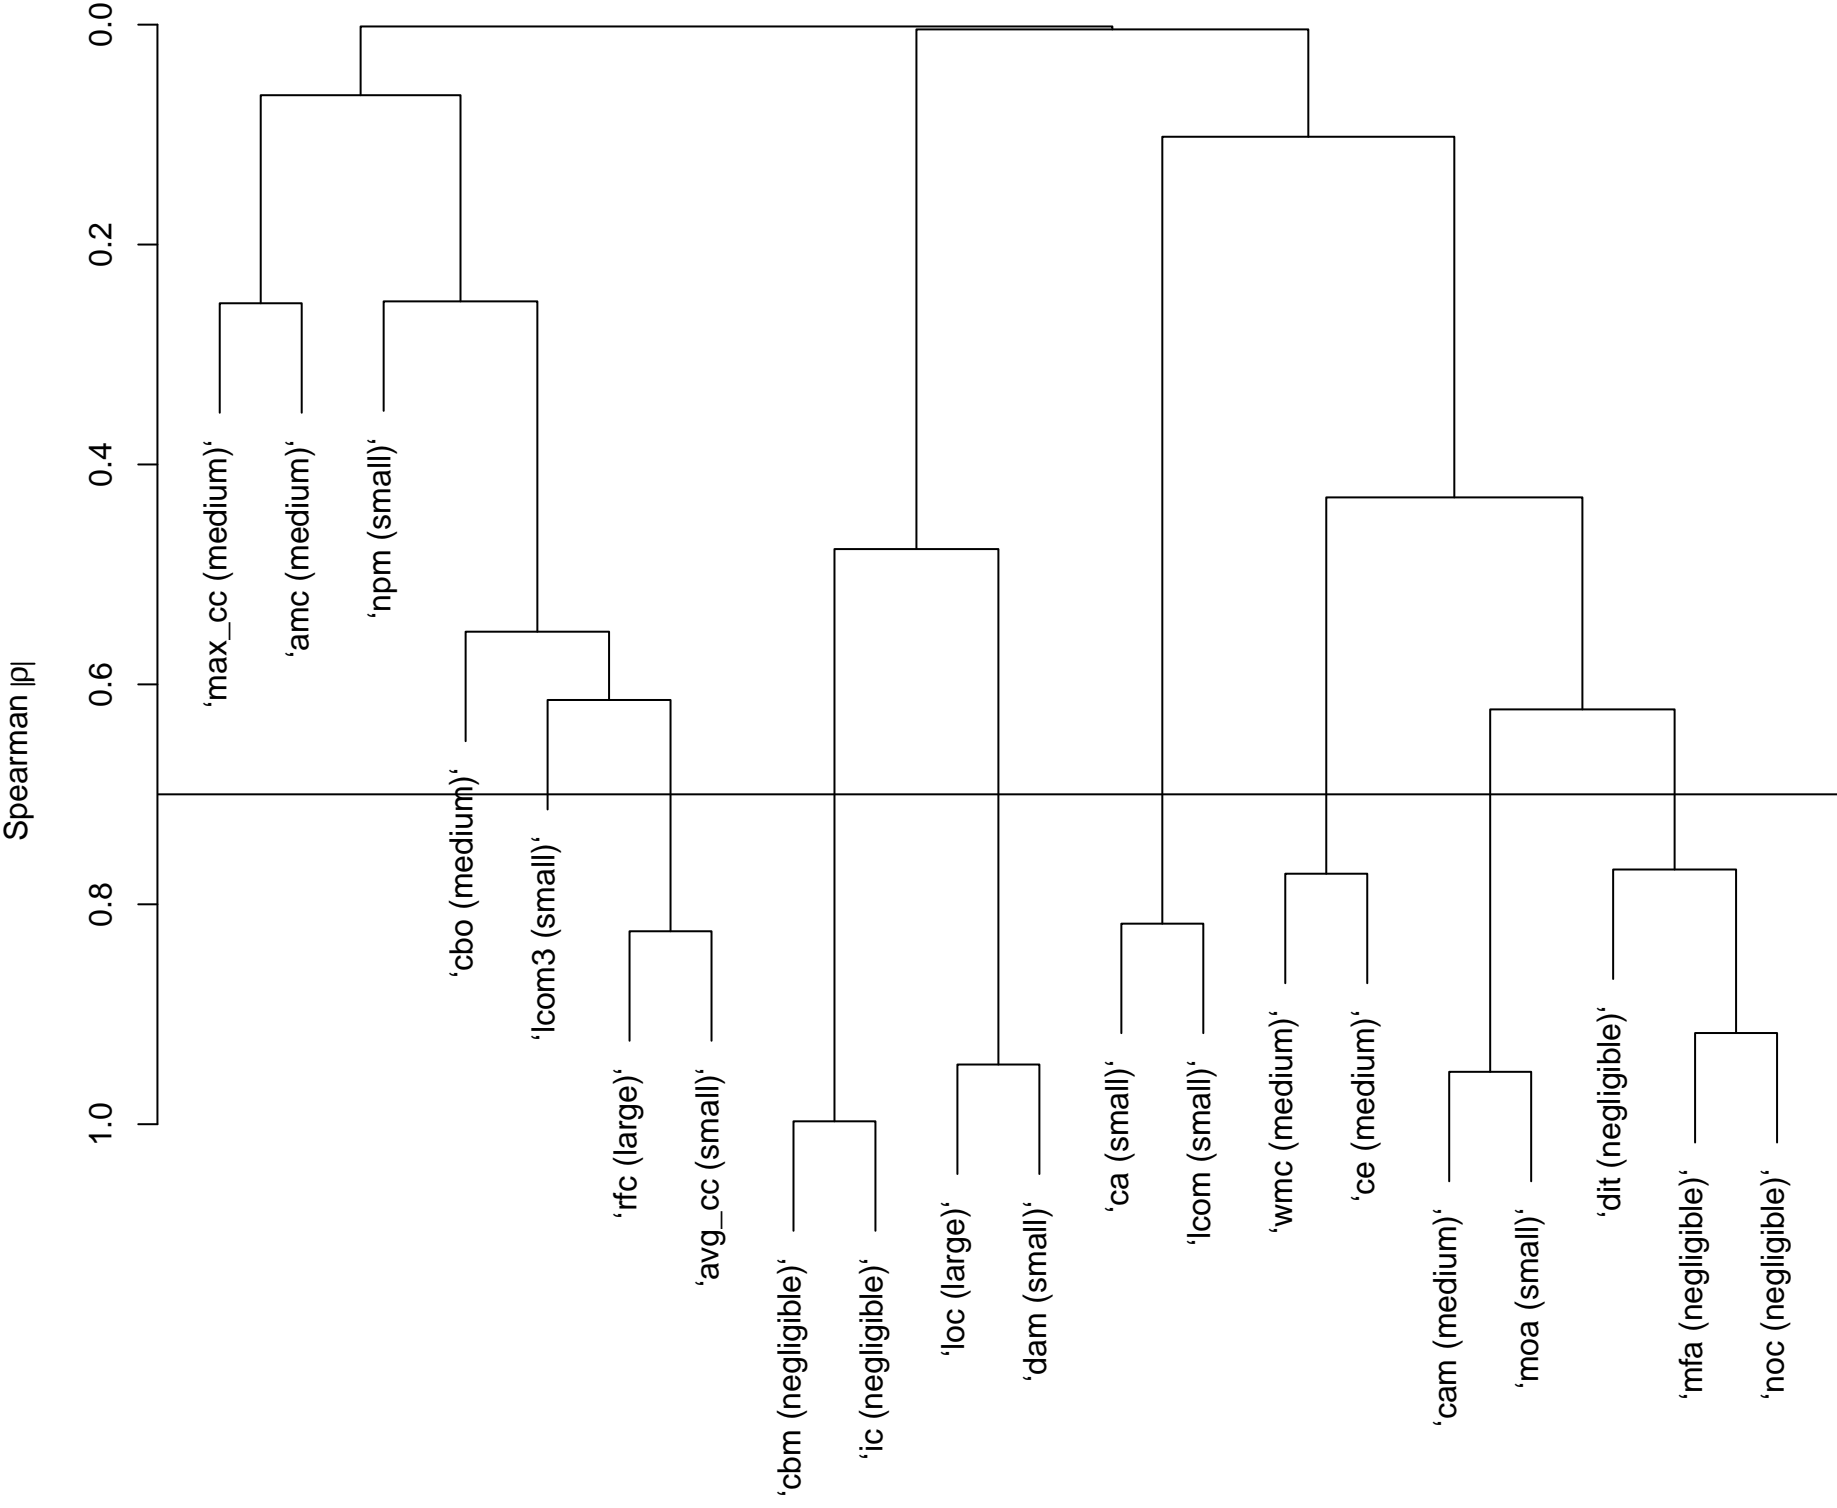 Spearman |ρ|
0.0
0.2
0.4
0.6
0.8
1.0
‘max_cc (medium)‘
‘amc (medium)‘
‘npm (small)‘
‘cbo (medium)‘
‘lcom3 (small)‘
‘rfc (large)‘
‘avg_cc (small)‘
‘cbm (negligible)‘
‘ic (negligible)‘
‘loc (large)‘
‘dam (small)‘
‘ca (small)‘
‘lcom (small)‘
‘wmc (medium)‘
‘ce (medium)‘
‘cam (medium)‘
‘moa (small)‘
‘dit (negligible)‘
‘mfa (negligible)‘
‘noc (negligible)‘